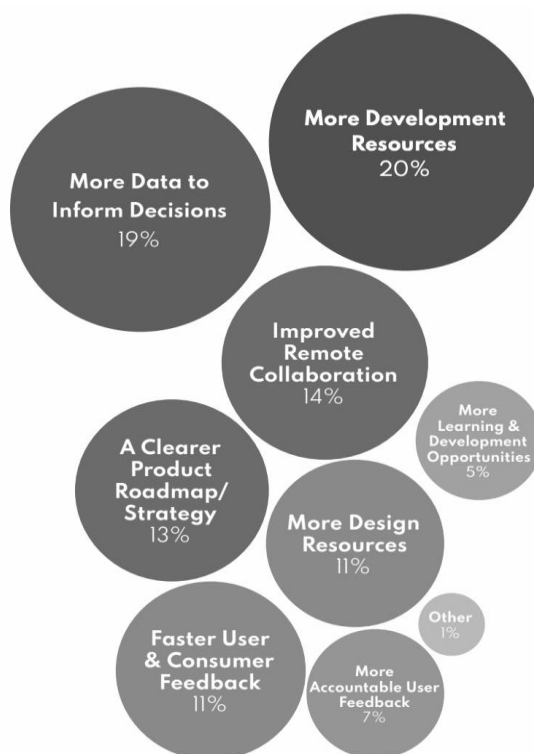 More Development
Resources
20%
More Data to
Inform Decisions
19%
Improved
Remote
Collaboration
14%
More
Learning &
Development
Opportunities
5%
A Clearer
Product
Roadmap/
Strategy
13%
More Design
Resources
11%
Other
1%
Faster User
& Consumer
Feedback
11%
More
Accountable User
Feedback
7%